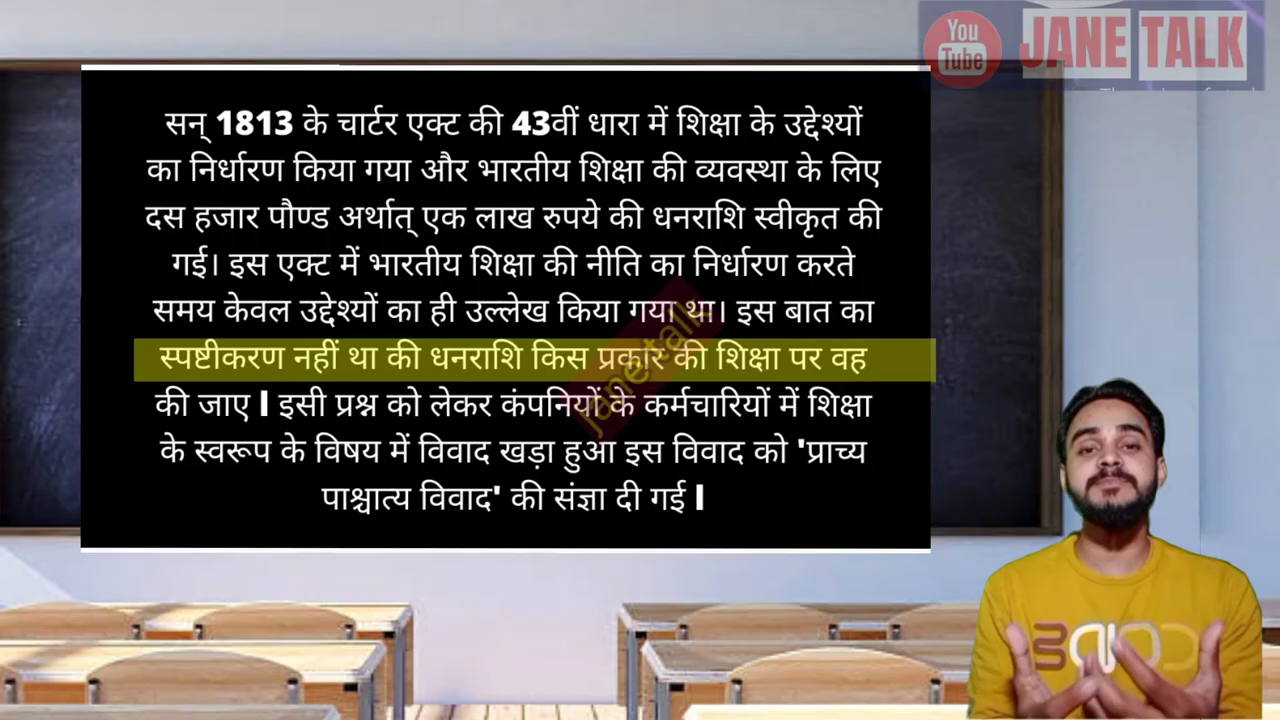 You
Tube
JANE TALK
सन् 1813 के चार्टर एक्ट की 43वीं धारा में शिक्षा के उद्देश्यों
का निर्धारण किया गया और भारतीय शिक्षा की व्यवस्था के लिए
दस हजार पौण्ड अर्थात् एक लाख रुपये की धनराशि स्वीकृत की
गई। इस एक्ट में भारतीय शिक्षा की नीति का निर्धारण करते
समय केवल उद्देश्यों का ही उल्लेख किया गया था। इस बात का
स्पष्टीकरण नहीं था की धनराशि किस प्रकार की शिक्षा पर वह
की जाए I इसी प्रश्न को लेकर कंपनियों के कर्मचारियों में शिक्षा
के स्वरूप के विषय में विवाद खड़ा हुआ इस विवाद को 'प्राच्य
पाश्चात्य विवाद' की संज्ञा दी गई I
jane talk